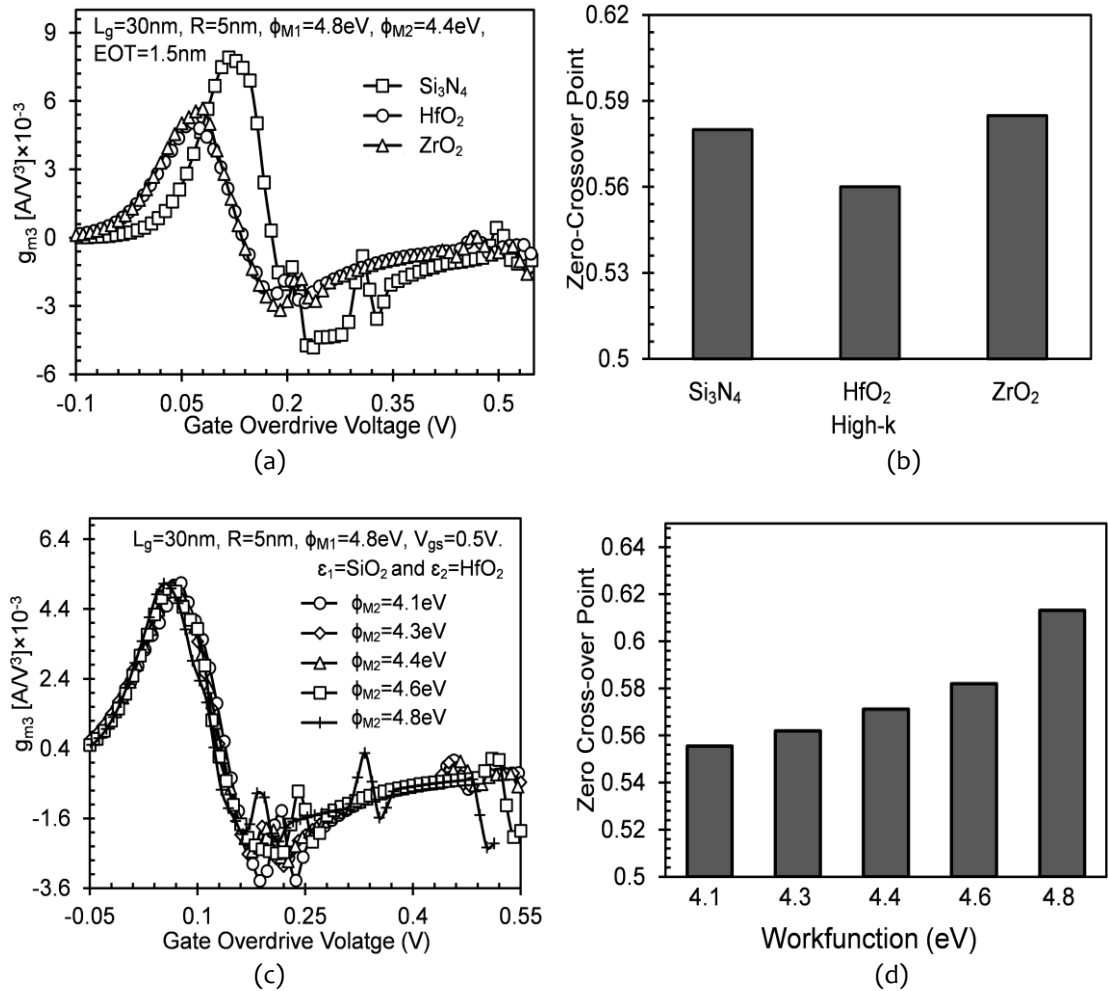 L_g=30nm, R=5nm, ϕ_M1=4.8eV, ϕ_M2=4.4eV,
EOT=1.5nm
Si₃N₄
HfO₂
ZrO₂
g_m3 [A/V³]×10⁻³
9
6
3
0
-3
-6
-0.1 0.05 0.2 0.35 0.5
Gate Overdrive Voltage (V)
(a)
Zero-Crossover Point
0.62
0.59
0.56
0.53
0.5
Si₃N₄ HfO₂ ZrO₂
High-k
(b)
L_g=30nm, R=5nm, ϕ_M1=4.8eV, V_gs=0.5V.
ε₁=SiO₂ and ε₂=HfO₂
ϕ_M2=4.1eV
ϕ_M2=4.3eV
ϕ_M2=4.4eV
ϕ_M2=4.6eV
ϕ_M2=4.8eV
g_m3 [A/V³]×10⁻³
6.4
4.4
2.4
0.4
-1.6
-3.6
-0.05 0.1 0.25 0.4 0.55
Gate Overdrive Volatge (V)
(c)
Zero Cross-over Point
0.64
0.62
0.6
0.58
0.56
0.54
0.52
0.5
4.1 4.3 4.4 4.6 4.8
Workfunction (eV)
(d)